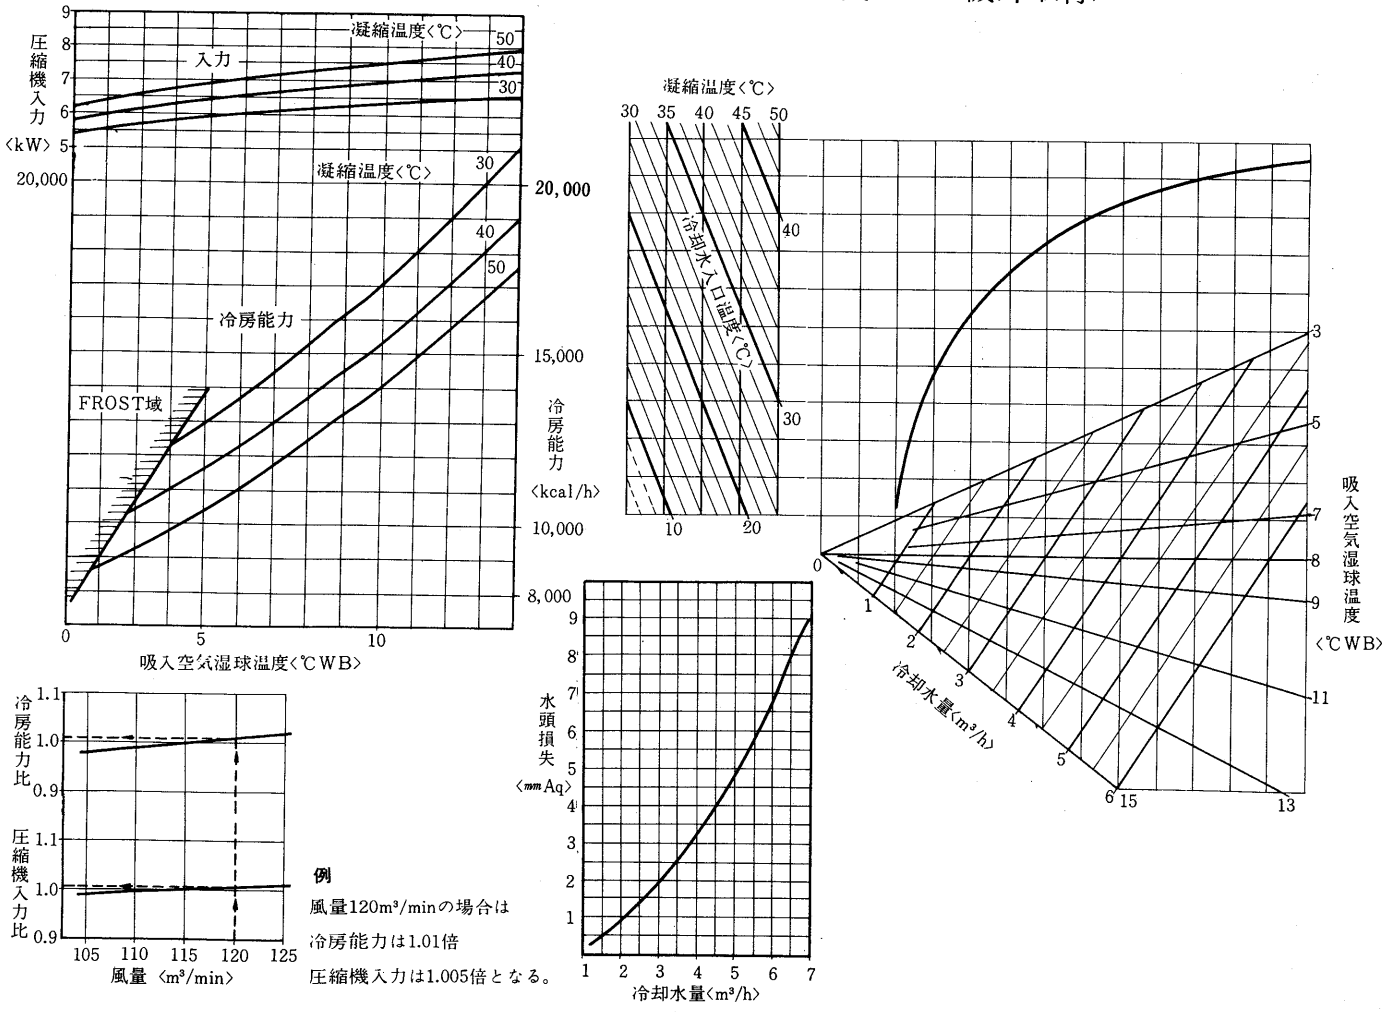 9
8
7
6
5
圧縮機入力
<kW>
凝縮温度<℃>
入力
50
40
30
凝縮温度<℃>
30
40
50
20,000
20,000
15,000
10,000
8,000
冷房能力
<kcal/h>
冷房能力
FROST域
0
5
10
吸入空気湿球温度<℃WB>
凝縮温度<℃>
30 35 40 45 50
冷却水入口温度<℃>
40
30
10
20
3
5
7
8
9
11
13
15
吸入空気湿球温度
<℃WB>
0
1
2
3
4
5
6
冷却水量<m³/h>
冷房能力比
1.1
1.0
0.9
圧縮機入力比
1.1
1.0
0.9
105 110 115 120 125
風量 <m³/min>
例
風量120m³/minの場合は
冷房能力は1.01倍
圧縮機入力は1.005倍となる。
水頭損失
<mmAq>
9
8
7
6
5
4
3
2
1
1 2 3 4 5 6 7
冷却水量<m³/h>